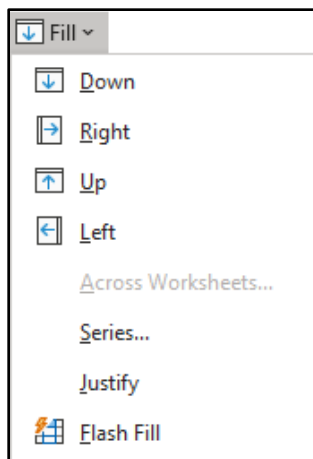 Fill
Down
Right
Up
Left
Across Worksheets...
Series...
Justify
Flash Fill